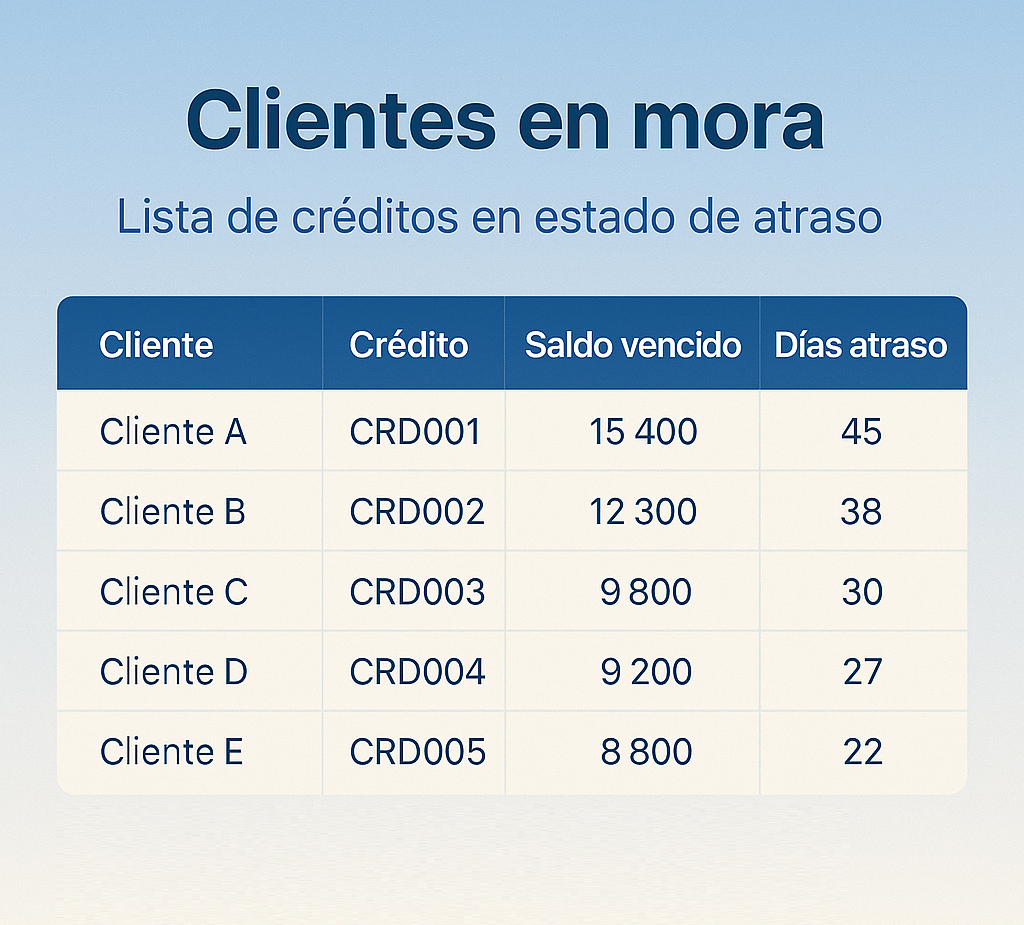 Clientes en mora
Lista de créditos en estado de atraso
Cliente Crédito Saldo vencido Días atraso
Cliente A CRD001 15 400 45
Cliente B CRD002 12 300 38
Cliente C CRD003 9 800 30
Cliente D CRD004 9 200 27
Cliente E CRD005 8 800 22